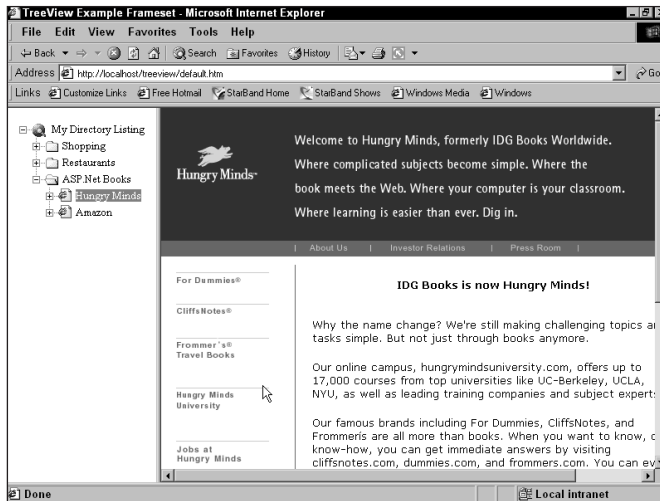 TreeView Example Frameset - Microsoft Internet Explorer
File Edit View Favorites Tools Help
Back Search Favorites History
Address http://localhost/treeview/default.htm Go
Links Customize Links Free Hotmail StarBand Home StarBand Shows Windows Media Windows
My Directory Listing
Shopping
Restaurants
ASP.Net Books
Hungry Minds
Amazon
Hungry Minds™
Welcome to Hungry Minds, formerly IDG Books Worldwide.
Where complicated subjects become simple. Where the
book meets the Web. Where your computer is your classroom.
Where learning is easier than ever. Dig in.
| About Us | Investor Relations | Press Room |
For Dummies®
CliffsNotes®
Frommer's®
Travel Books
Hungry Minds
University
Jobs at
Hungry Minds
IDG Books is now Hungry Minds!
Why the name change? We're still making challenging topics
tasks simple. But not just through books anymore.
Our online campus, hungrymindsuniversity.com, offers up to
17,000 courses from top universities like UC-Berkeley, UCLA,
NYU, as well as leading training companies and subject expert
Our famous brands including For Dummies, CliffsNotes, and
Frommerís are all more than books. When you want to know,
know-how, you can get immediate answers by visiting
cliffsnotes.com, dummies.com, and frommers.com. You can
Done Local intranet